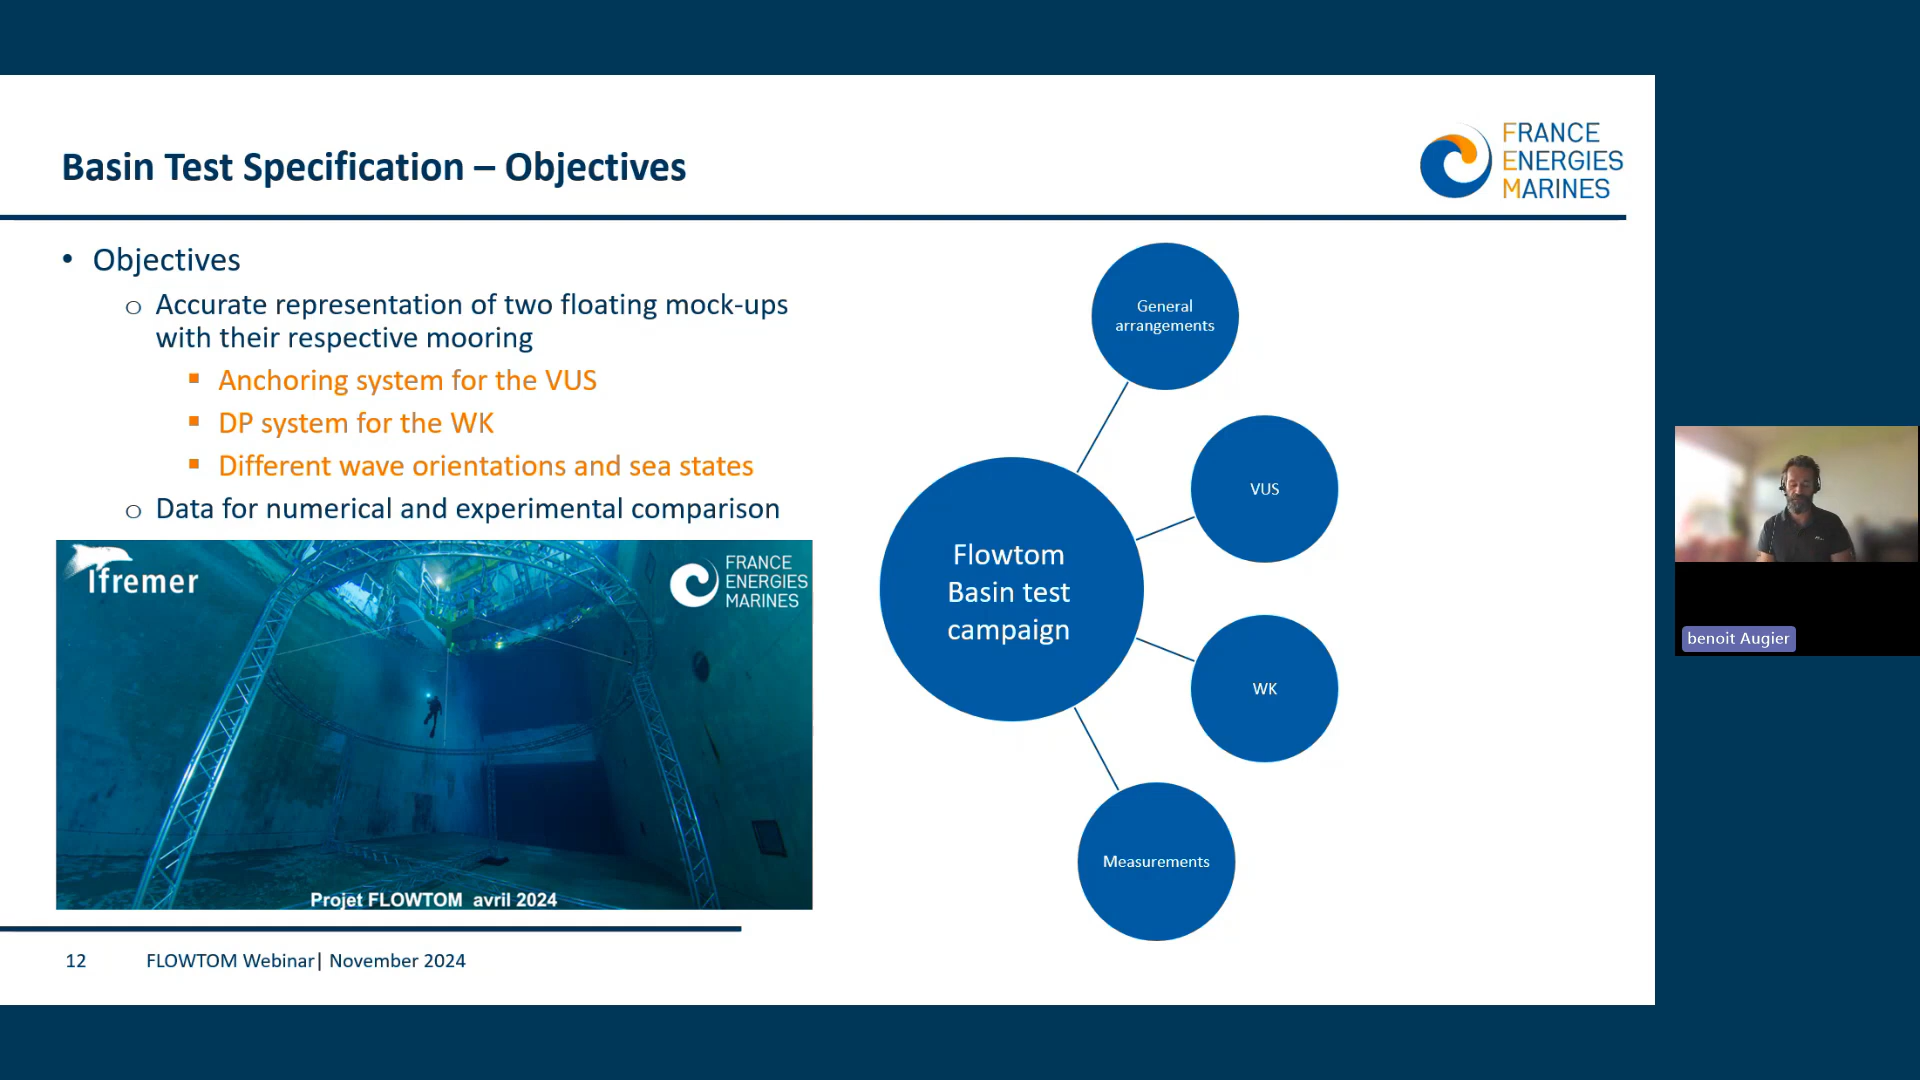 Basin Test Specification – Objectives
FRANCE
ENERGIES
MARINES
• Objectives
o Accurate representation of two floating mock-ups
with their respective mooring
▪ Anchoring system for the VUS
▪ DP system for the WK
▪ Different wave orientations and sea states
o Data for numerical and experimental comparison
Ifremer
FRANCE
ENERGIES
MARINES
Projet FLOWTOM avril 2024
General
arrangements
VUS
Flowtom
Basin test
campaign
WK
Measurements
benoit Augier
12 FLOWTOM Webinar| November 2024